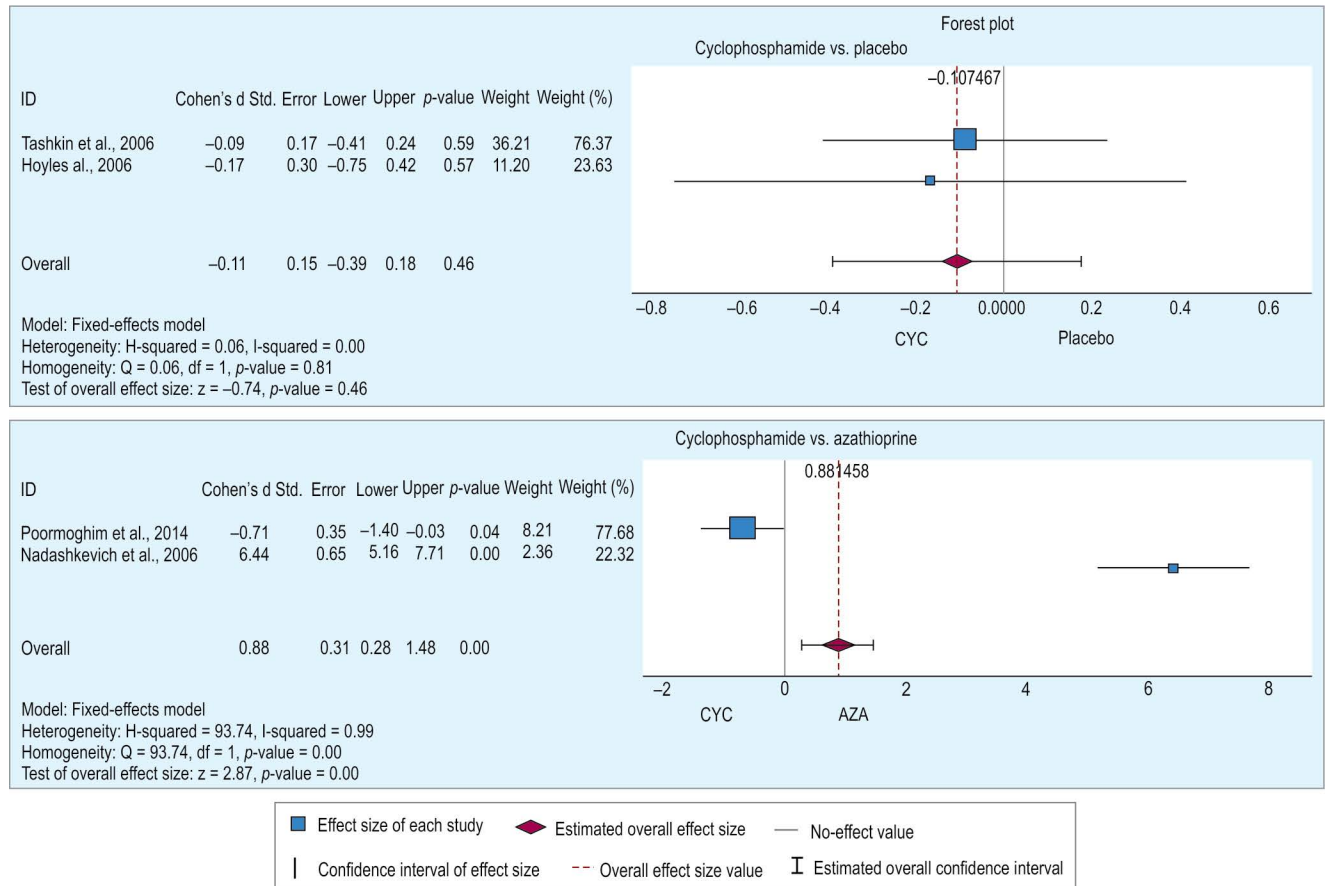 Forest plot
Cyclophosphamide vs. placebo
–0.107467
ID Cohen's d Std. Error Lower Upper p-value Weight Weight (%)
Tashkin et al., 2006 –0.09 0.17 –0.41 0.24 0.59 36.21 76.37
Hoyles al., 2006 –0.17 0.30 –0.75 0.42 0.57 11.20 23.63
Overall –0.11 0.15 –0.39 0.18 0.46
–0.8 –0.6 –0.4 –0.2 0.0000 0.2 0.4 0.6
CYC Placebo
Model: Fixed-effects model
Heterogeneity: H-squared = 0.06, I-squared = 0.00
Homogeneity: Q = 0.06, df = 1, p-value = 0.81
Test of overall effect size: z = –0.74, p-value = 0.46
Cyclophosphamide vs. azathioprine
0.881458
ID Cohen's d Std. Error Lower Upper p-value Weight Weight (%)
Poormoghim et al., 2014 –0.71 0.35 –1.40 –0.03 0.04 8.21 77.68
Nadashkevich et al., 2006 6.44 0.65 5.16 7.71 0.00 2.36 22.32
Overall 0.88 0.31 0.28 1.48 0.00
–2 0 2 4 6 8
CYC AZA
Model: Fixed-effects model
Heterogeneity: H-squared = 93.74, I-squared = 0.99
Homogeneity: Q = 93.74, df = 1, p-value = 0.00
Test of overall effect size: z = 2.87, p-value = 0.00
Effect size of each study Estimated overall effect size No-effect value
Confidence interval of effect size Overall effect size value Estimated overall confidence interval